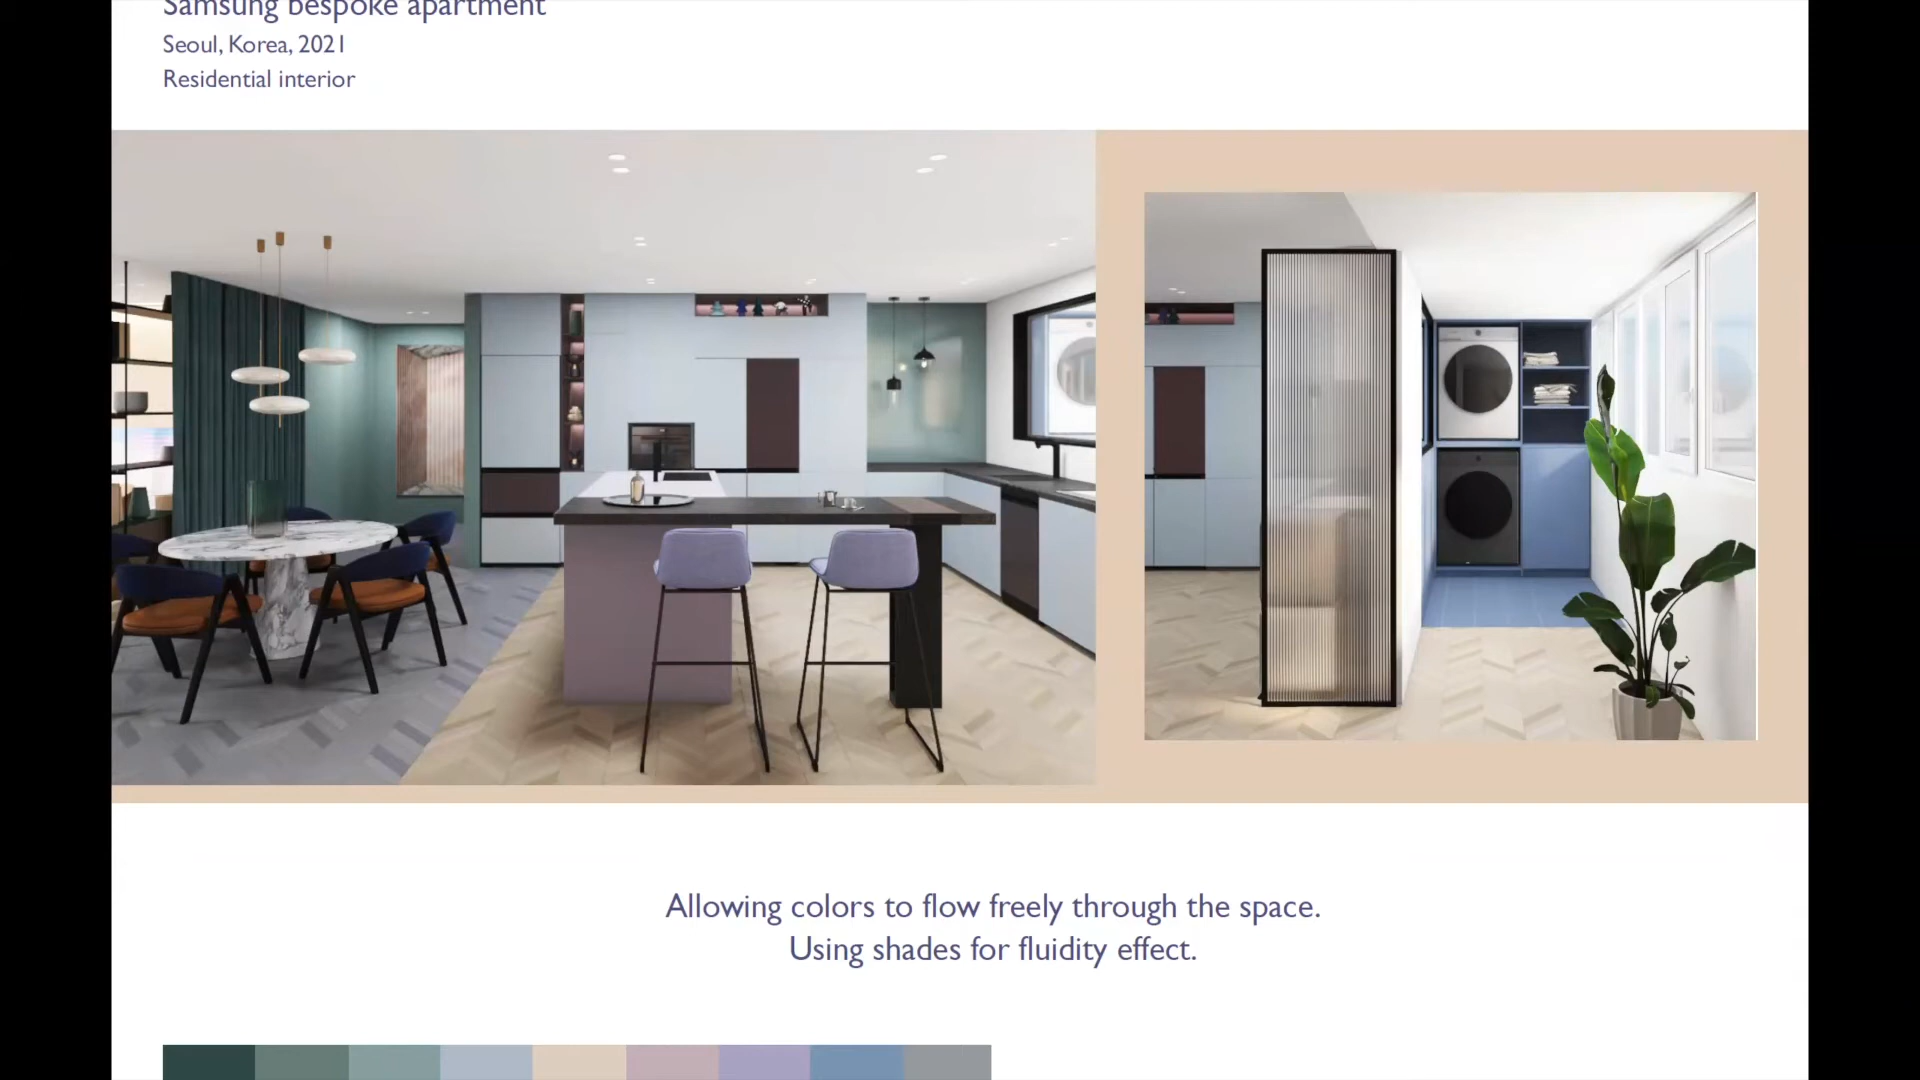 Samsung bespoke apartment
Seoul, Korea, 2021
Residential interior
Allowing colors to flow freely through the space.
Using shades for fluidity effect.